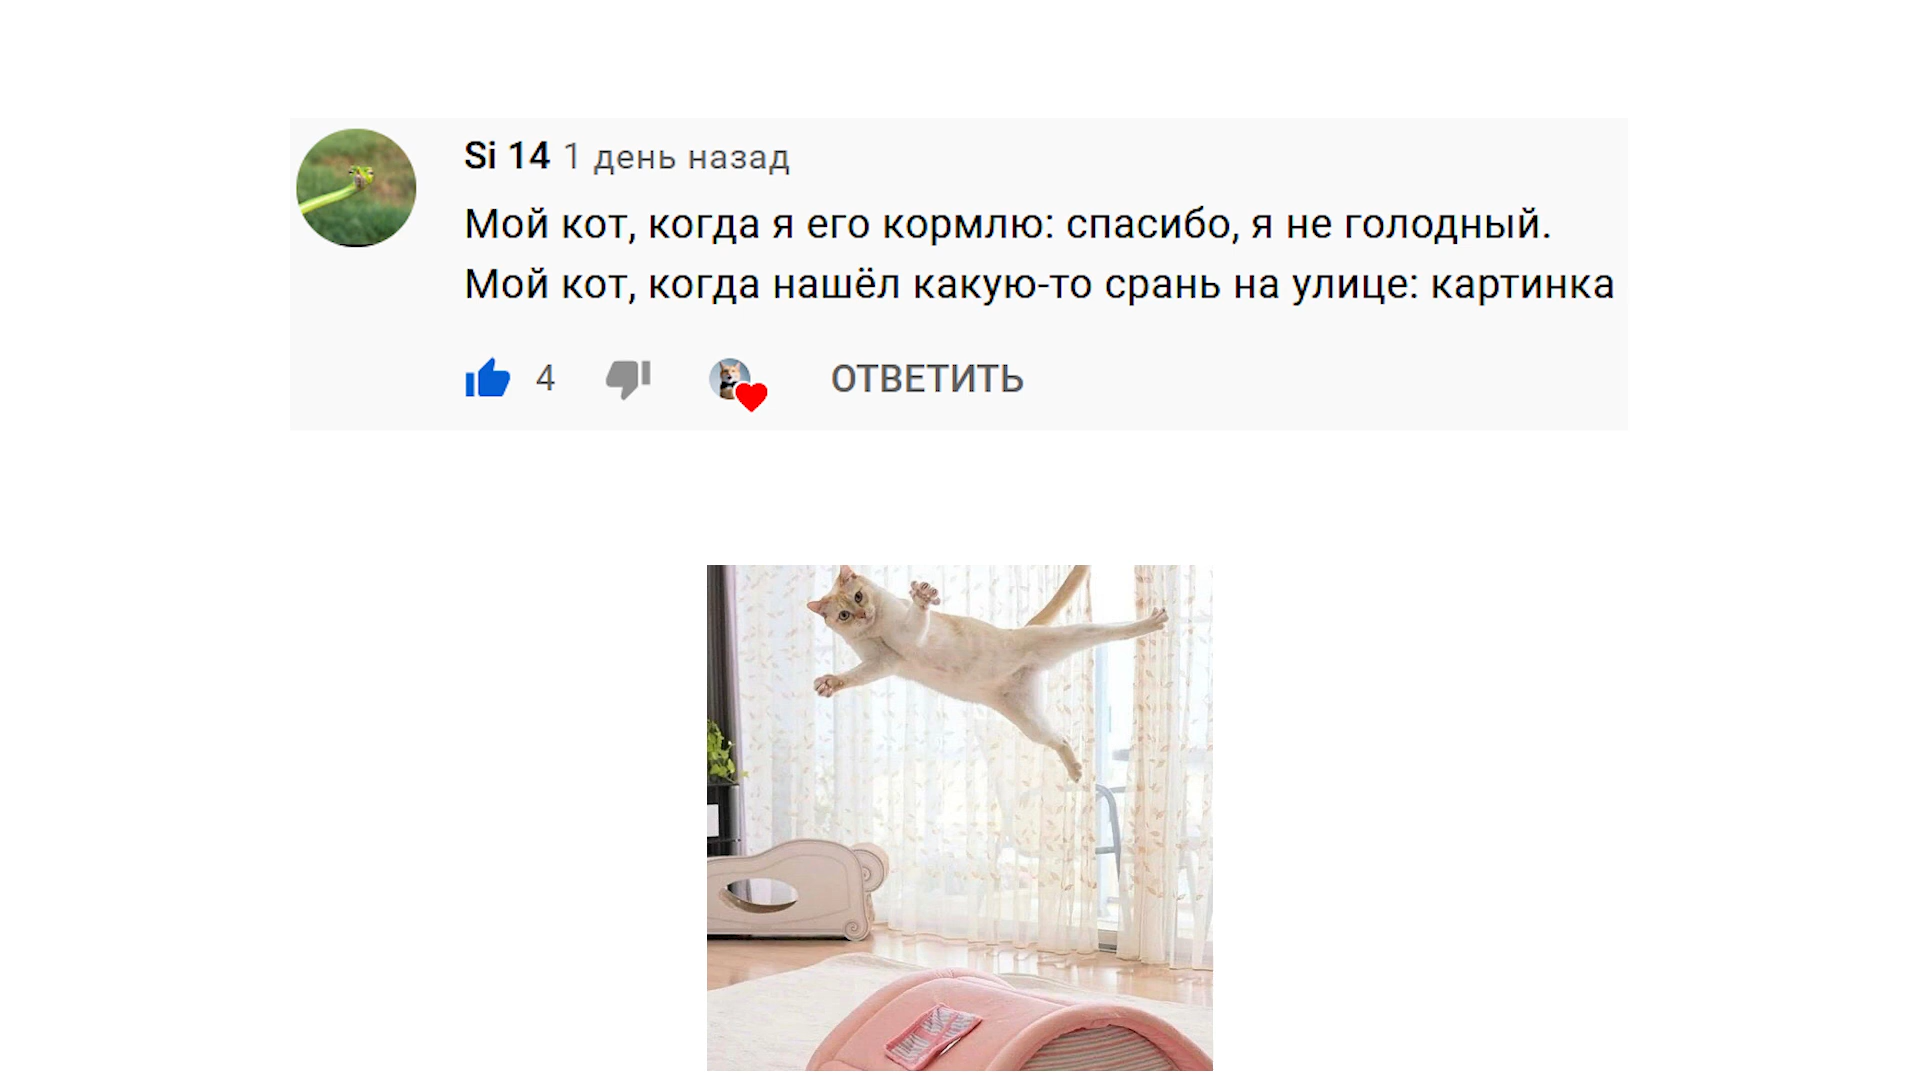 Si 14 1 день назад
Мой кот, когда я его кормлю: спасибо, я не голодный.
Мой кот, когда нашёл какую-то срань на улице: картинка
4 ОТВЕТИТЬ